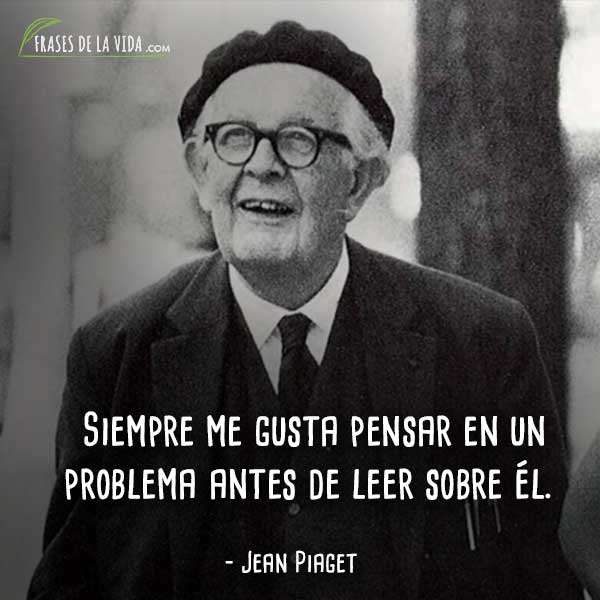 FRASES DE LA VIDA.COM
SIEMPRE ME GUSTA PENSAR EN UN
PROBLEMA ANTES DE LEER SOBRE ÉL.
- JEAN PIAGET